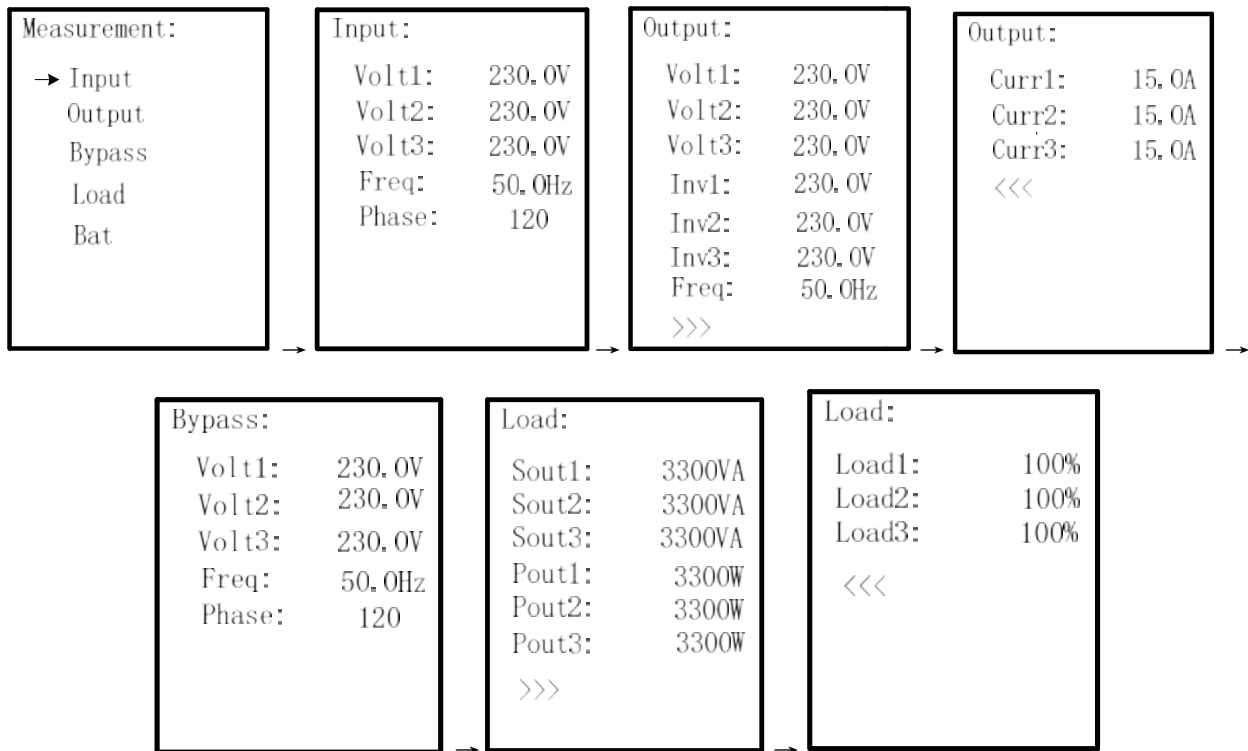 Measurement:
→ Input
Output
Bypass
Load
Bat
Input:
Volt1: 230.0V
Volt2: 230.0V
Volt3: 230.0V
Freq: 50.0Hz
Phase: 120
Output:
Volt1: 230.0V
Volt2: 230.0V
Volt3: 230.0V
Inv1: 230.0V
Inv2: 230.0V
Inv3: 230.0V
Freq: 50.0Hz
>>>
Output:
Curr1: 15.0A
Curr2: 15.0A
Curr3: 15.0A
<<<
Bypass:
Volt1: 230.0V
Volt2: 230.0V
Volt3: 230.0V
Freq: 50.0Hz
Phase: 120
Load:
Sout1: 3300VA
Sout2: 3300VA
Sout3: 3300VA
Pout1: 3300W
Pout2: 3300W
Pout3: 3300W
>>>
Load:
Load1: 100%
Load2: 100%
Load3: 100%
<<<